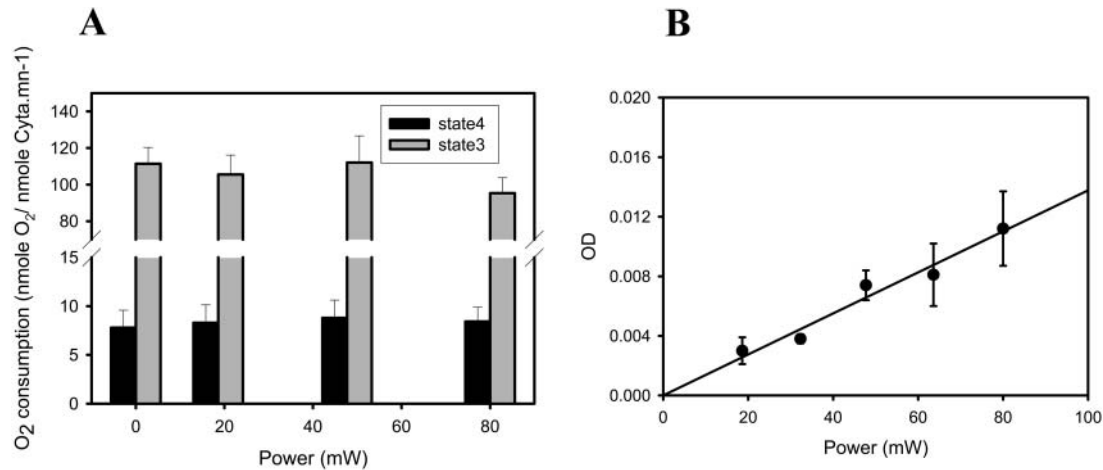 A
O2 consumption (nmole O2/ nmole Cyta.mn-1)
140
120
100
80
15
10
5
0
state4
state3
0 20 40 60 80
Power (mW)
B
OD
0.020
0.016
0.012
0.008
0.004
0.000
0 20 40 60 80 100
Power (mW)